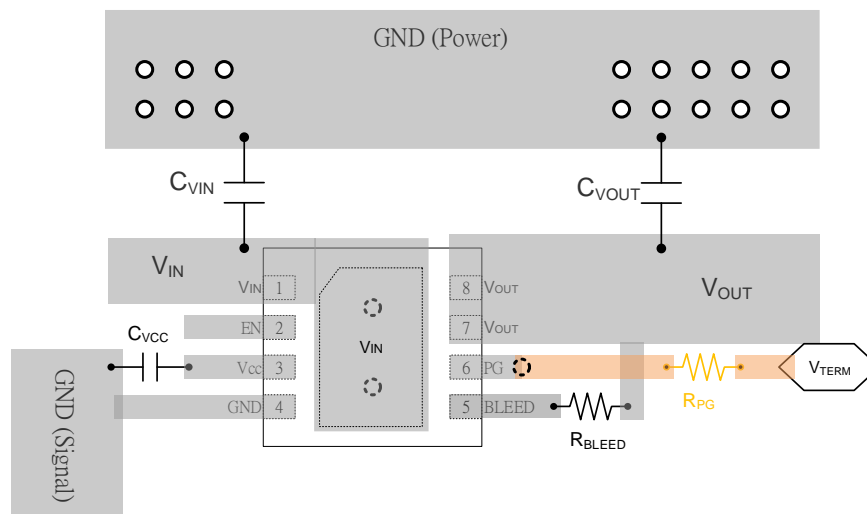 GND (Power)
CVIN
CVOUT
VIN
VOUT
VIN 1
8 VOUT
EN 2
7 VOUT
CVCC
VIN
Vcc 3
6 PG
VTERM
RPG
GND 4
5 BLEED
RBLEED
GND (Signal)